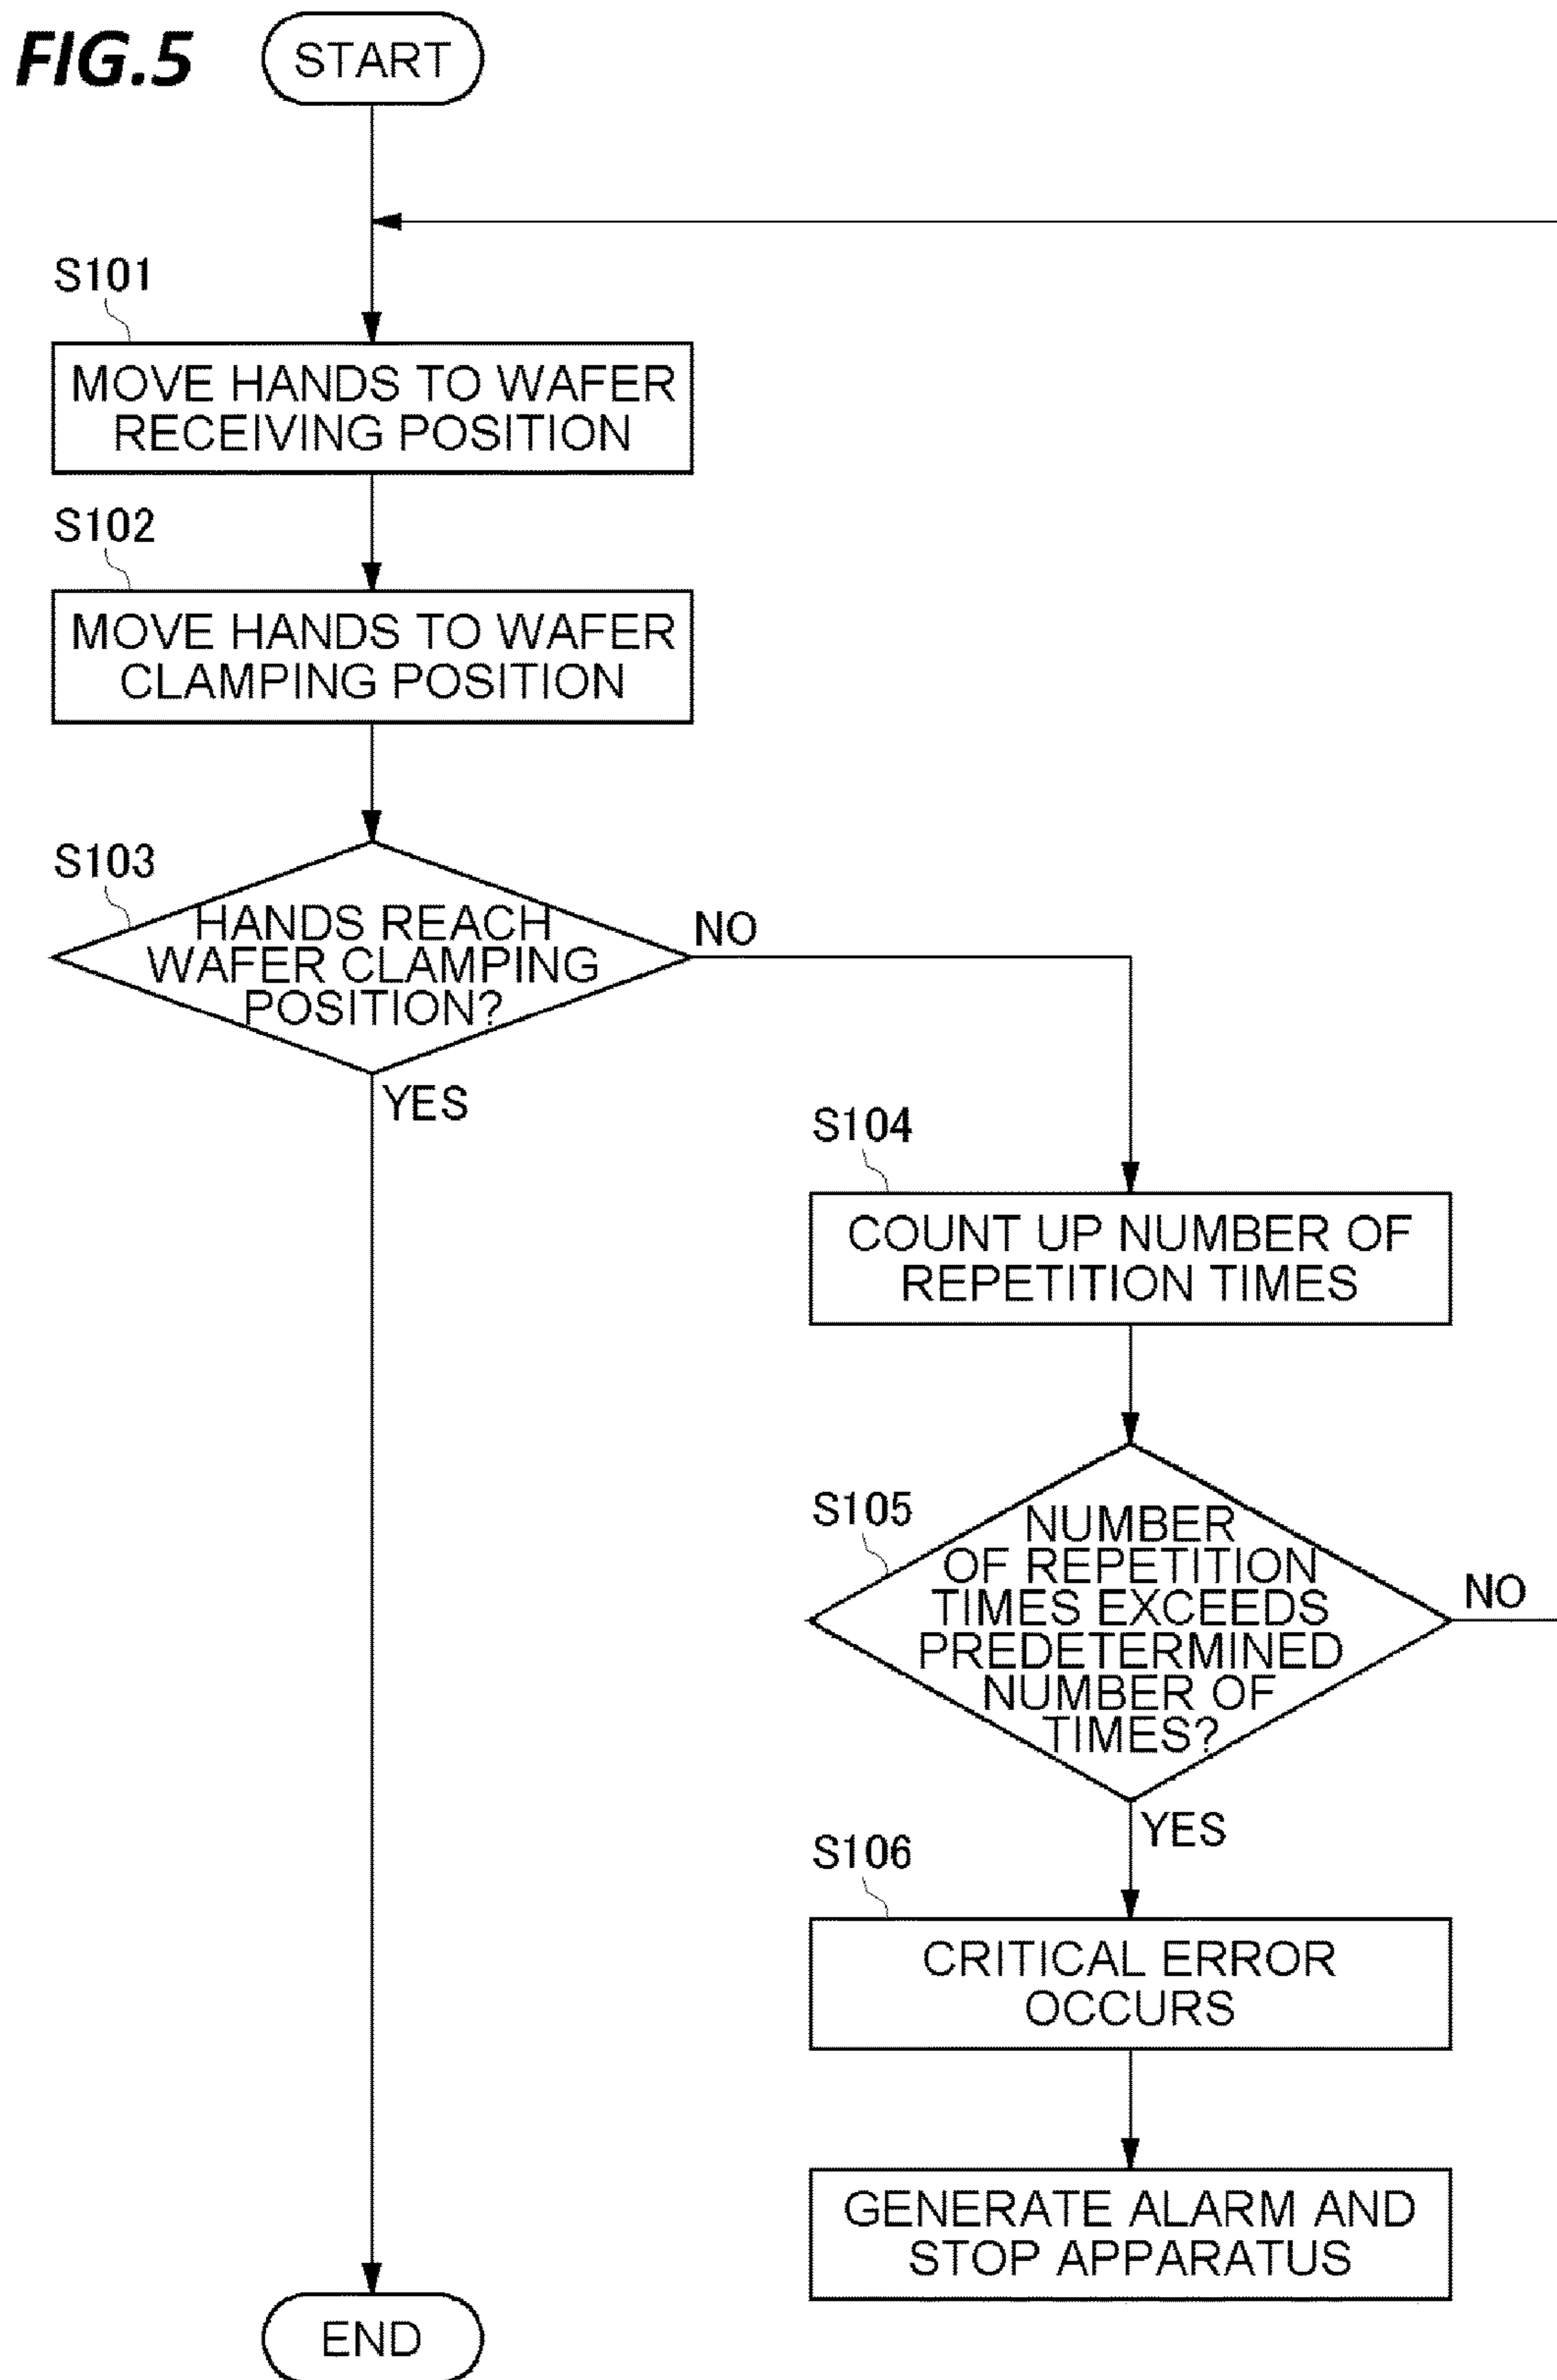 FIG.5
START
S101
MOVE HANDS TO WAFER
RECEIVING POSITION
S102
MOVE HANDS TO WAFER
CLAMPING POSITION
S103
HANDS REACH
WAFER CLAMPING
POSITION?
NO
YES
S104
COUNT UP NUMBER OF
REPETITION TIMES
S105
NUMBER
OF REPETITION
TIMES EXCEEDS
PREDETERMINED
NUMBER OF
TIMES?
NO
YES
S106
CRITICAL ERROR
OCCURS
GENERATE ALARM AND
STOP APPARATUS
END